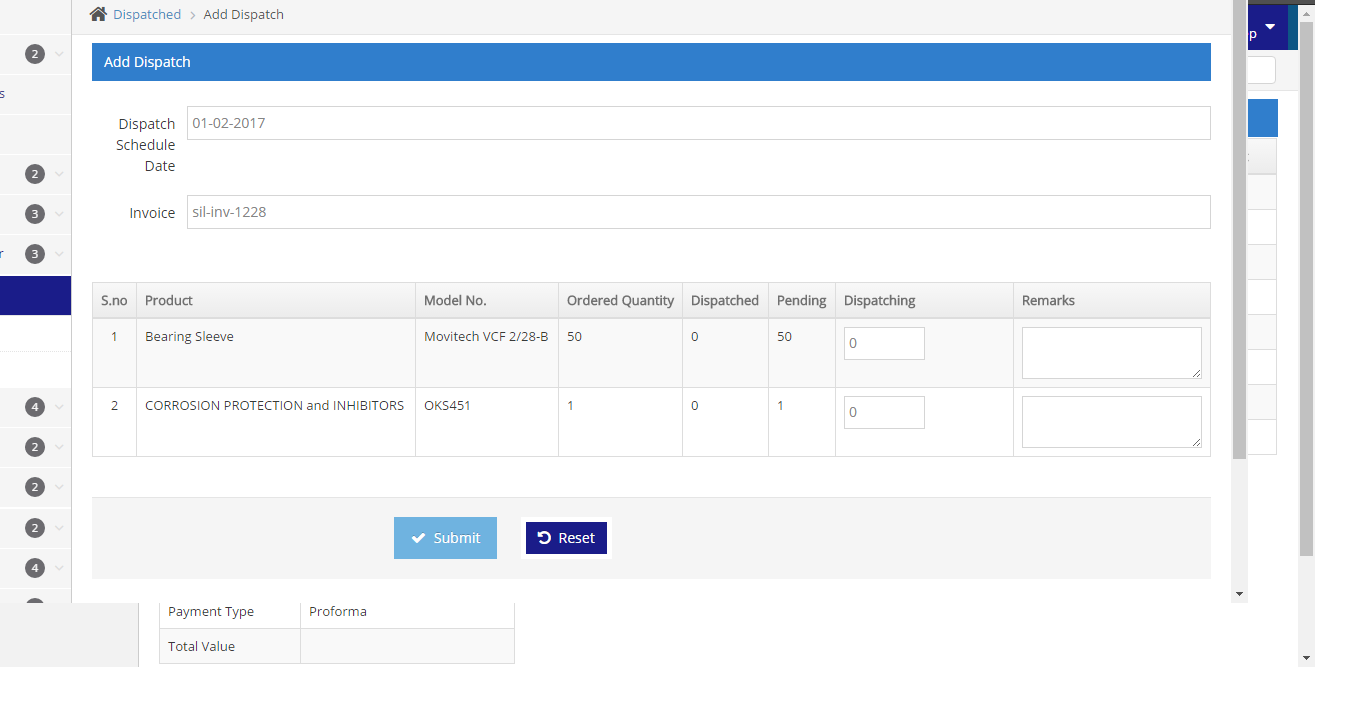 Dispatched > Add Dispatch
p
2
Add Dispatch
s
Dispatch
Schedule
Date
01-02-2017
2
3
Invoice
sil-inv-1228
r
3
S.no Product Model No. Ordered Quantity Dispatched Pending Dispatching Remarks
1 Bearing Sleeve Movitech VCF 2/28-B 50 0 50 0
2 CORROSION PROTECTION and INHIBITORS OKS451 1 0 1 0
4
2
2
2
4
Submit Reset
Payment Type Proforma
Total Value